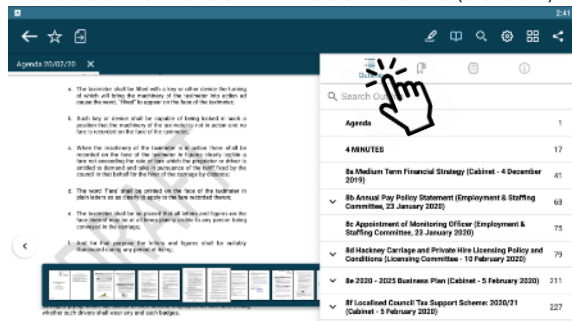 2:41
Agenda 20/02/20 X
a. The taximeter shall be fitted with a key or other device the turning
of which will bring the machinery of the taximeter into action and
cause the word, "Hired" to appear on the face of the taximeter;
b. Such key or device shall be capable of being locked in such a
position that the machinery of the taximeter is not in action and no
fare is recorded on the face of the taximeter;
c. When the machinery of the taximeter is in action there shall be
recorded on the face of the taximeter in figures clearly legible a
fare not exceeding the rate of fare which the proprietor or driver is
entitled to demand and take in pursuance of the tariff fixed by the
council in that behalf for the hire of the carriage by distance;
d. The word 'Fare' shall be printed on the face of the taximeter in
plain letters so as clearly to apply to the fare recorded thereon;
e. The taximeter shall be so placed that all letters and figures on the
face thereof may be at all times plainly visible to any person being
conveyed in the carriage;
f. And for that purpose the letters and figures shall be suitably
illuminated during any period of hiring;
whether such drivers shall wear any and such badges.
DRAFT
Search
Agenda 1
4 MINUTES 17
8a Medium Term Financial Strategy (Cabinet - 4 December
2019) 41
8b Annual Pay Policy Statement (Employment & Staffing
Committee, 23 January 2020) 63
8c Appointment of Monitoring Officer (Employment &
Staffing Committee, 23 January 2020) 75
8d Hackney Carriage and Private Hire Licensing Policy and
Conditions (Licensing Committee - 10 February 2020) 79
8e 2020 - 2025 Business Plan (Cabinet - 5 February 2020) 211
8f Localised Council Tax Support Scheme: 2020/21
(Cabinet - 5 February 2020) 227